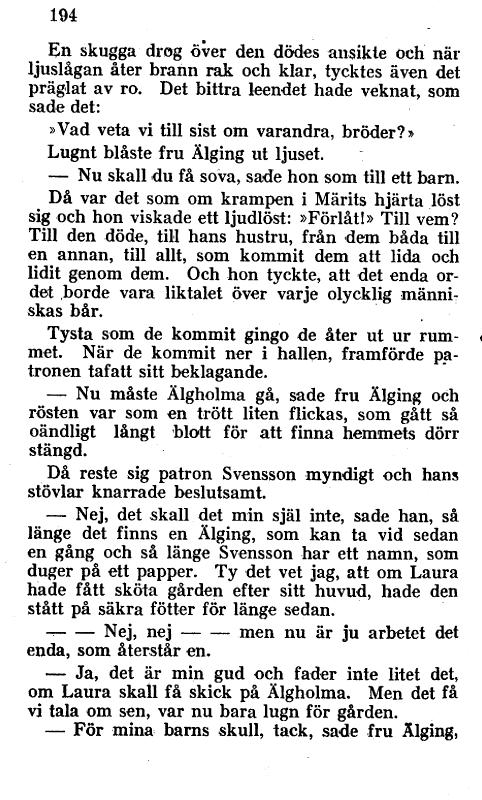 194
En skugga drog över den dödes ansikte och när
ljuslågan åter brann rak och klar, tycktes även det
präglat av ro. Det bittra leendet hade veknat, som
sade det:
»Vad veta vi till sist om varandra, bröder?»
Lugnt blåste fru Älging ut ljuset.
— Nu skall du få sova, sade hon som till ett barn.
Då var det som om krampen i Märits hjärta löst
sig och hon viskade ett ljudlöst: »Förlåt!» Till vem?
Till den döde, till hans hustru, från dem båda till
en annan, till allt, som kommit dem att lida och
lidit genom dem. Och hon tyckte, att det enda or-
det borde vara liktalet över varje olycklig männi-
skas bår.
Tysta som de kommit gingo de åter ut ur rum-
met. När de kommit ner i hallen, framförde pa-
tronen tafatt sitt beklagande.
— Nu måste Älgholma gå, sade fru Älging och
rösten var som en trött liten flickas, som gått så
oändligt långt blott för att finna hemmets dörr
stängd.
Då reste sig patron Svensson myndigt och hans
stövlar knarrade beslutsamt.
— Nej, det skall det min själ inte, sade han, så
länge det finns en Älging, som kan ta vid sedan
en gång och så länge Svensson har ett namn, som
duger på ett papper. Ty det vet jag, att om Laura
hade fått sköta gården efter sitt huvud, hade den
stått på säkra fötter för länge sedan.
— — Nej, nej — — men nu är ju arbetet det
enda, som återstår en.
— Ja, det är min gud och fader inte litet det,
om Laura skall få skick på Älgholma. Men det få
vi tala om sen, var nu bara lugn för gården.
— För mina barns skull, tack, sade fru Älging,